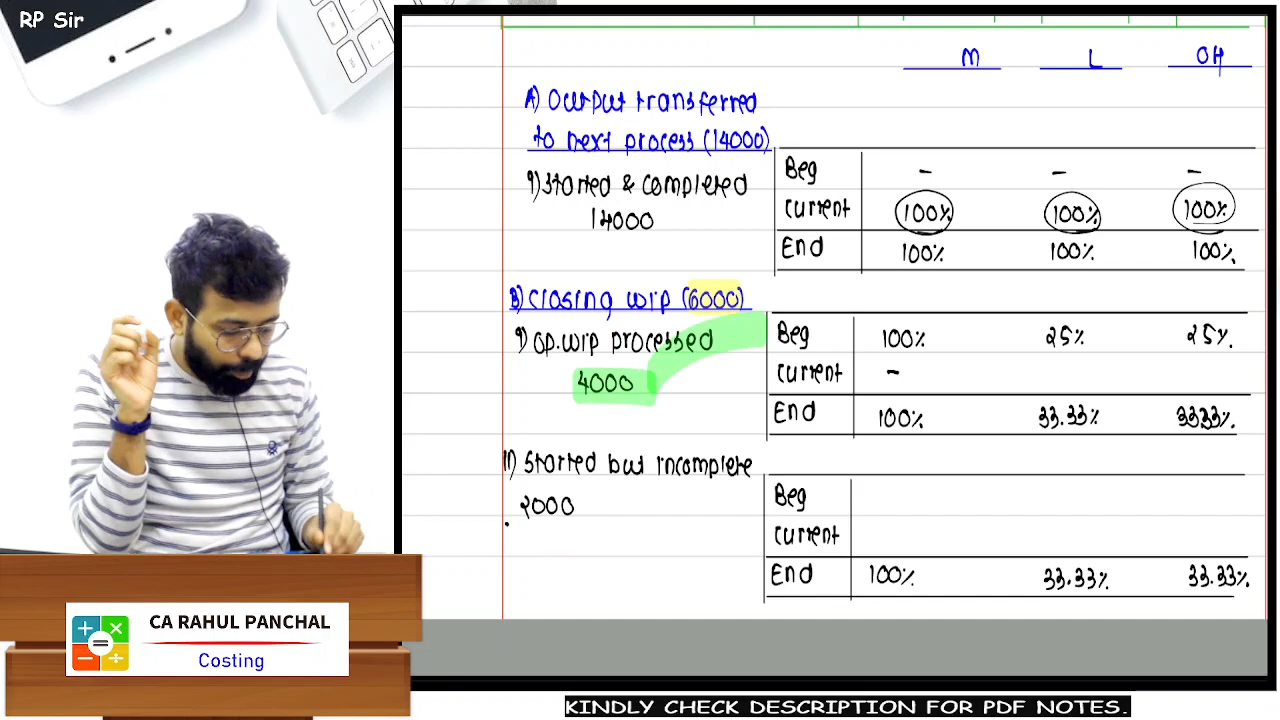 RP Sir
M L OH
A) Output transferred
to next process (14000)
i) Started & completed
14000
Beg - - -
Current 100% 100% 100%
End 100% 100% 100%
B) Closing WIP (6000)
i) OP.WIP processed
4000
Beg 100% 25% 25%
Current -
End 100% 33.33% 33.33%
ii) Started but incomplete
2000
Beg
Current
End 100% 33.33% 33.33%
CA RAHUL PANCHAL
Costing
KINDLY CHECK DESCRIPTION FOR PDF NOTES.